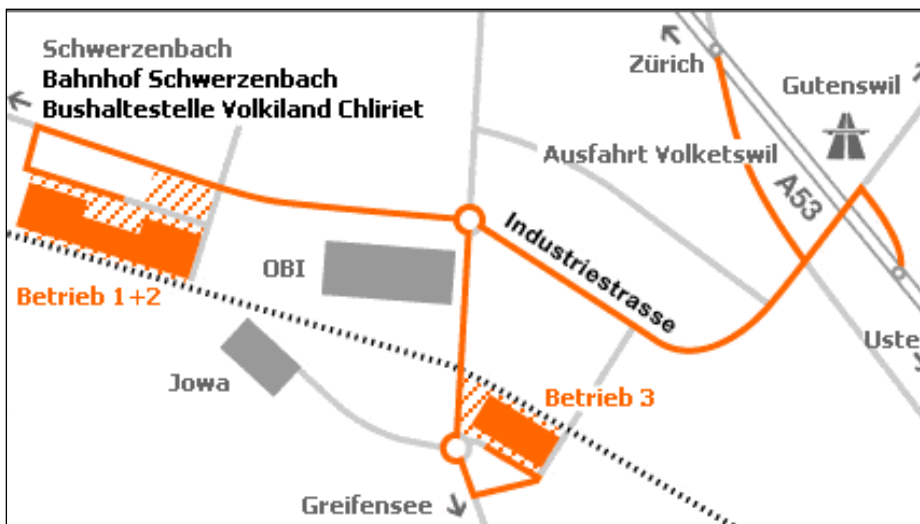 Schwerzenbach
Bahnhof Schwerzenbach
Bushaltestelle Volkiland Chliriet
Zürich
Gutenswil
Ausfahrt Volketswil
A53
Industriestrasse
OBI
Betrieb 1+2
Uste
Jowa
Betrieb 3
Greifensee